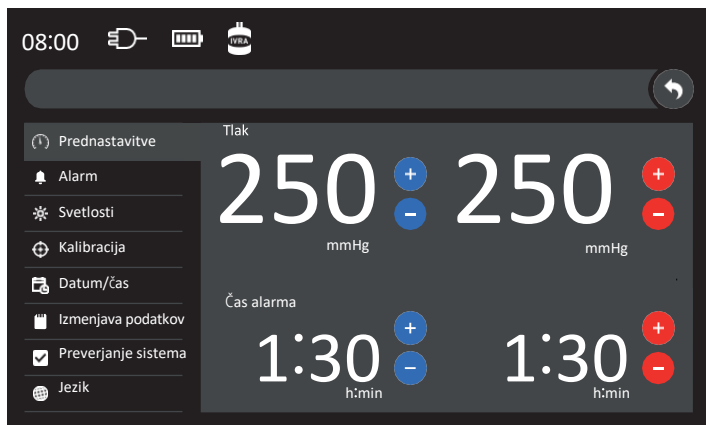 08:00
IVRA
Prednastavitve
Alarm
Svetlosti
Kalibracija
Datum/čas
Izmenjava podatkov
Preverjanje sistema
Jezik
Tlak
250 + - 250 + -
mmHg mmHg
Čas alarma
1:30 + - 1:30 + -
h:min h:min